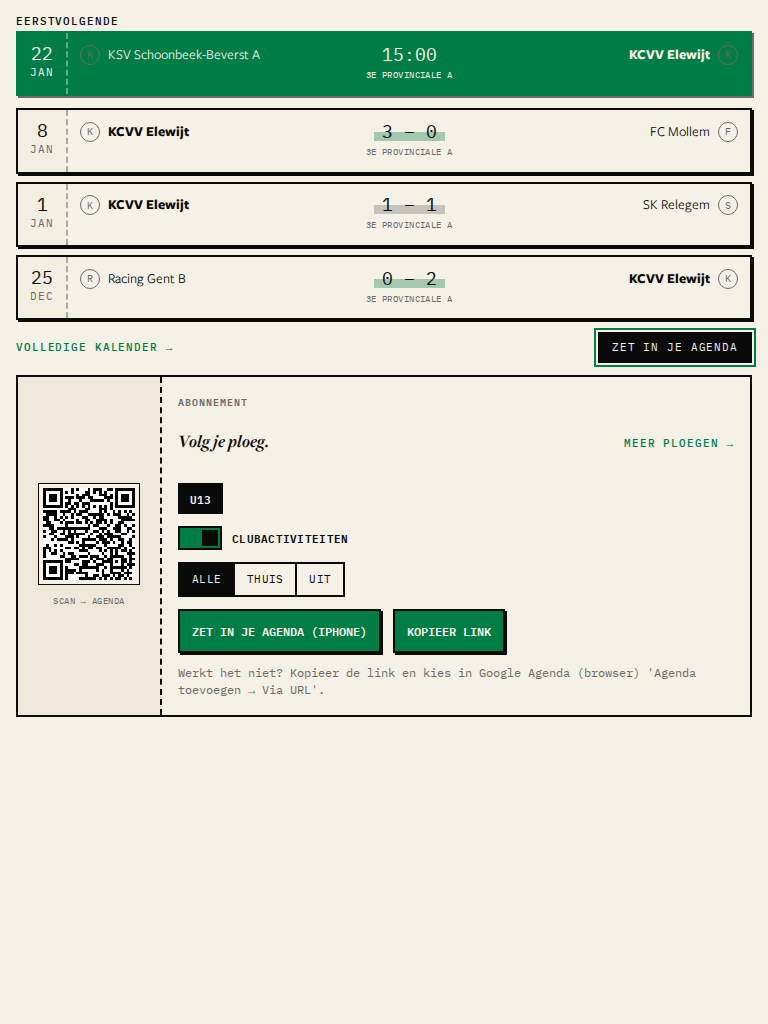 EERSTVOLGENDE
22 K KSV Schoonbeek-Beverst A 15:00 KCVV Elewijt K
JAN 3E PROVINCIALE A
8 K KCVV Elewijt 3 – 0 FC Mollem F
JAN 3E PROVINCIALE A
1 K KCVV Elewijt 1 – 1 SK Relegem S
JAN 3E PROVINCIALE A
25 R Racing Gent B 0 – 2 KCVV Elewijt K
DEC 3E PROVINCIALE A
VOLLEDIGE KALENDER → ZET IN JE AGENDA
ABONNEMENT
Volg je ploeg. MEER PLOEGEN →
U13
CLUBACTIVITEITEN
ALLE THUIS UIT
SCAN → AGENDA
ZET IN JE AGENDA (IPHONE) KOPIEER LINK
Werkt het niet? Kopieer de link en kies in Google Agenda (browser) 'Agenda
toevoegen → Via URL'.